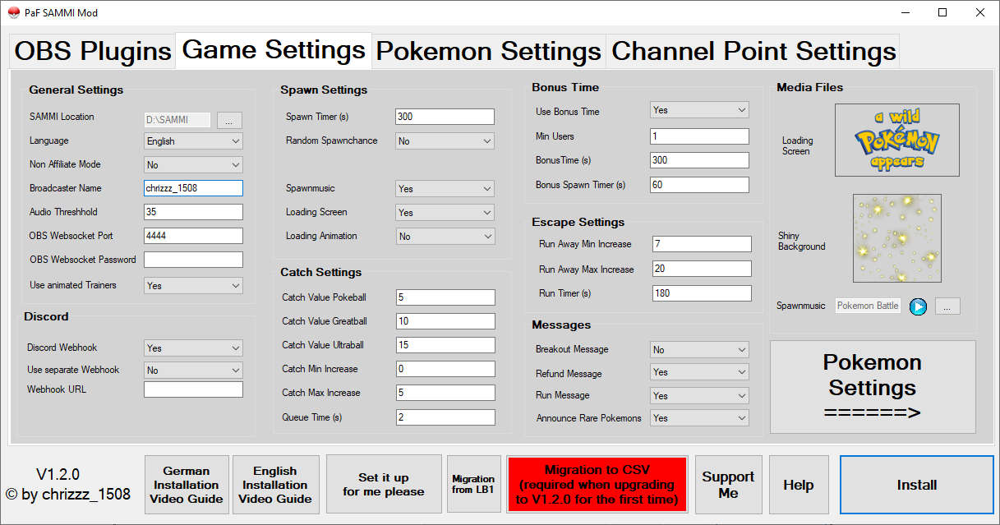 PaF SAMMI Mod
OBS Plugins Game Settings Pokemon Settings Channel Point Settings
General Settings
SAMMI Location D:\SAMMI ...
Language English
Non Affiliate Mode No
Broadcaster Name chrizzz_1508
Audio Threshhold 35
OBS Websocket Port 4444
OBS Websocket Password
Use animated Trainers Yes
Discord
Discord Webhook Yes
Use separate Webhook No
Webhook URL
Spawn Settings
Spawn Timer (s) 300
Random Spawnchance No
Spawnmusic Yes
Loading Screen Yes
Loading Animation No
Catch Settings
Catch Value Pokeball 5
Catch Value Greatball 10
Catch Value Ultraball 15
Catch Min Increase 0
Catch Max Increase 5
Queue Time (s) 2
Bonus Time
Use Bonus Time Yes
Min Users 1
BonusTime (s) 300
Bonus Spawn Timer (s) 60
Escape Settings
Run Away Min Increase 7
Run Away Max Increase 20
Run Timer (s) 180
Messages
Breakout Message No
Refund Message Yes
Run Message Yes
Announce Rare Pokemons Yes
Media Files
Loading
Screen
a wild
POKéMON
appears
Shiny
Background
Spawnmusic Pokemon Battle ...
Pokemon
Settings
======>
V1.2.0
© by chrizzz_1508
German
Installation
Video Guide
English
Installation
Video Guide
Set it up
for me please
Migration
from LB1
Migration to CSV
(required when upgrading
to V1.2.0 for the first time)
Support
Me
Help
Install